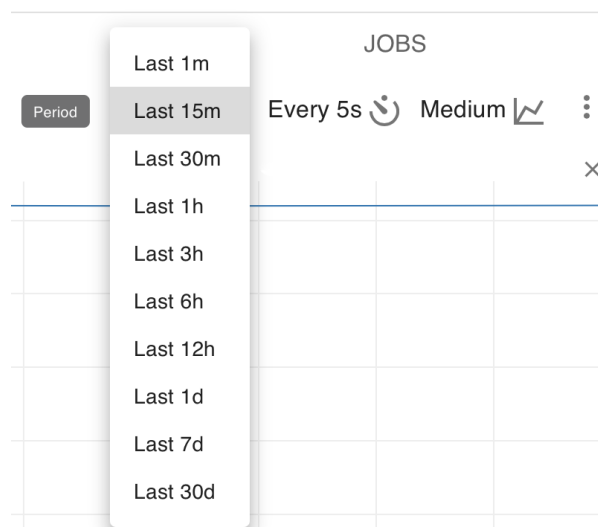 JOBS
Period
Last 1m
Last 15m
Last 30m
Last 1h
Last 3h
Last 6h
Last 12h
Last 1d
Last 7d
Last 30d
Every 5s
Medium